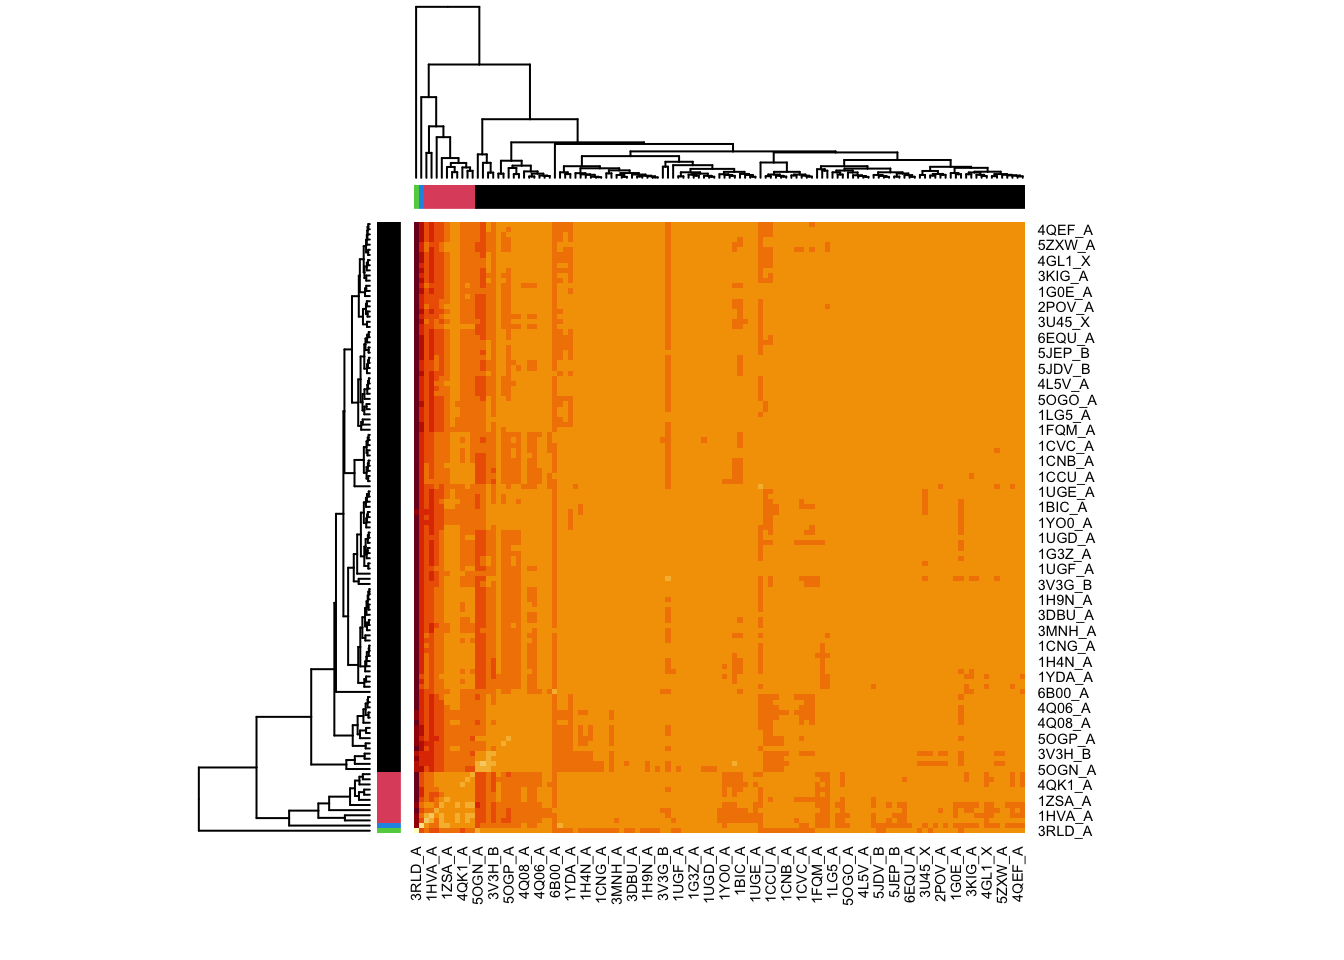 4QEF_A
5ZXW_A
4GL1_X
3KIG_A
1G0E_A
2POV_A
3U45_X
6EQU_A
5JEP_B
5JDV_B
4L5V_A
5OGO_A
1LG5_A
1FQM_A
1CVC_A
1CNB_A
1CCU_A
1UGE_A
1BIC_A
1YO0_A
1UGD_A
1G3Z_A
1UGF_A
3V3G_B
1H9N_A
3DBU_A
3MNH_A
1CNG_A
1H4N_A
1YDA_A
6B00_A
4Q06_A
4Q08_A
5OGP_A
3V3H_B
5OGN_A
4QK1_A
1ZSA_A
1HVA_A
3RLD_A
3RLD_A
1HVA_A
1ZSA_A
4QK1_A
5OGN_A
3V3H_B
5OGP_A
4Q08_A
4Q06_A
6B00_A
1YDA_A
1H4N_A
1CNG_A
3MNH_A
3DBU_A
1H9N_A
3V3G_B
1UGF_A
1G3Z_A
1UGD_A
1YO0_A
1BIC_A
1UGE_A
1CCU_A
1CNB_A
1CVC_A
1FQM_A
1LG5_A
5OGO_A
4L5V_A
5JDV_B
5JEP_B
6EQU_A
3U45_X
2POV_A
1G0E_A
3KIG_A
4GL1_X
5ZXW_A
4QEF_A